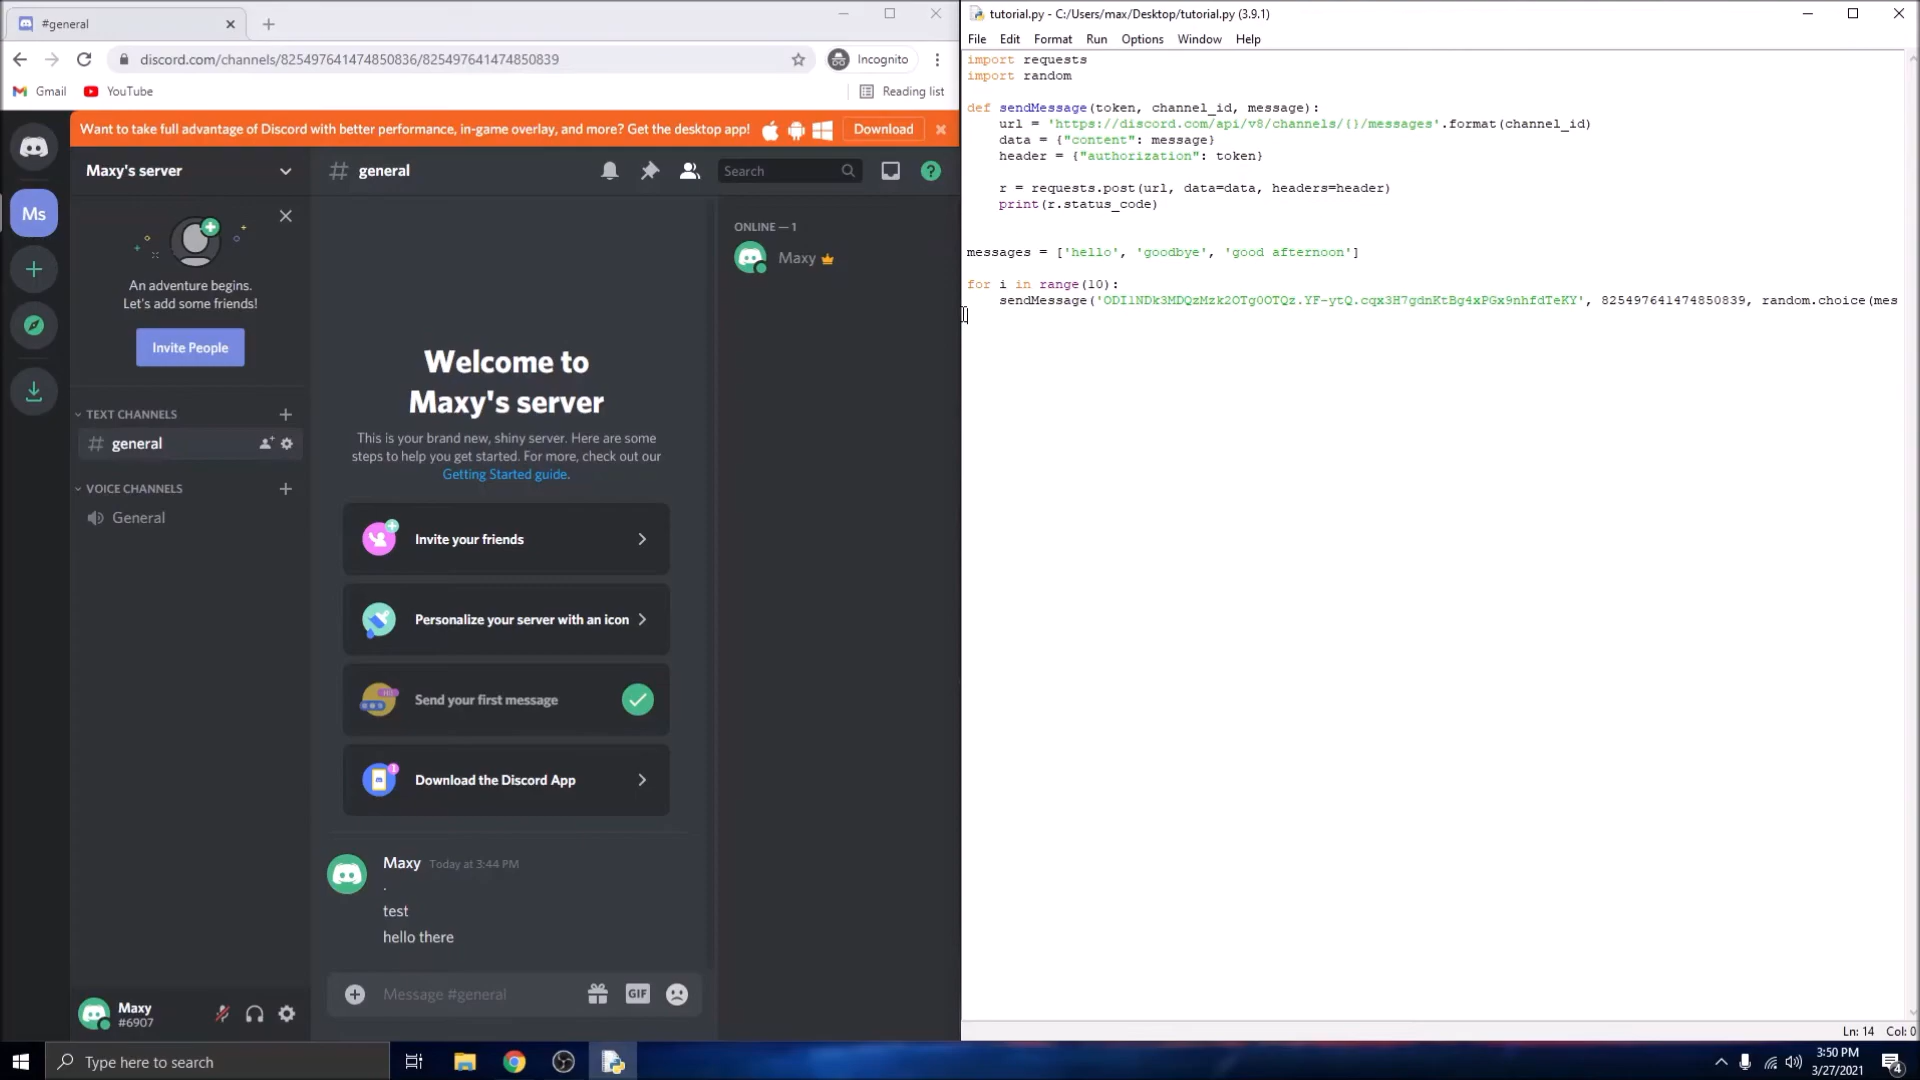 #general
discord.com/channels/825497641474850836/825497641474850839
Incognito
Gmail
YouTube
Reading list
Want to take full advantage of Discord with better performance, in-game overlay, and more? Get the desktop app!
Download
Maxy's server
general
Search
Ms
An adventure begins.
Let's add some friends!
Invite People
TEXT CHANNELS
general
VOICE CHANNELS
General
ONLINE — 1
Maxy
Welcome to
Maxy's server
This is your brand new, shiny server. Here are some
steps to help you get started. For more, check out our
Getting Started guide.
Invite your friends
Personalize your server with an icon
Send your first message
Download the Discord App
Maxy Today at 3:44 PM
.
test
hello there
Message #general
GIF
Maxy
#6907
tutorial.py - C:/Users/max/Desktop/tutorial.py (3.9.1)
File Edit Format Run Options Window Help
import requests
import random
def sendMessage(token, channel_id, message):
url = 'https://discord.com/api/v8/channels/{}/messages'.format(channel_id)
data = {"content": message}
header = {"authorization": token}
r = requests.post(url, data=data, headers=header)
print(r.status_code)
messages = ['hello', 'goodbye', 'good afternoon']
for i in range(10):
sendMessage('ODI1NDk3MDQzMzk2OTg0OTQz.YF-ytQ.cqx3H7gdnKtBg4xPGx9nhfdTeKY', 825497641474850839, random.choice(mes
Ln: 14 Col: 0
Type here to search
3:50 PM
3/27/2021
4